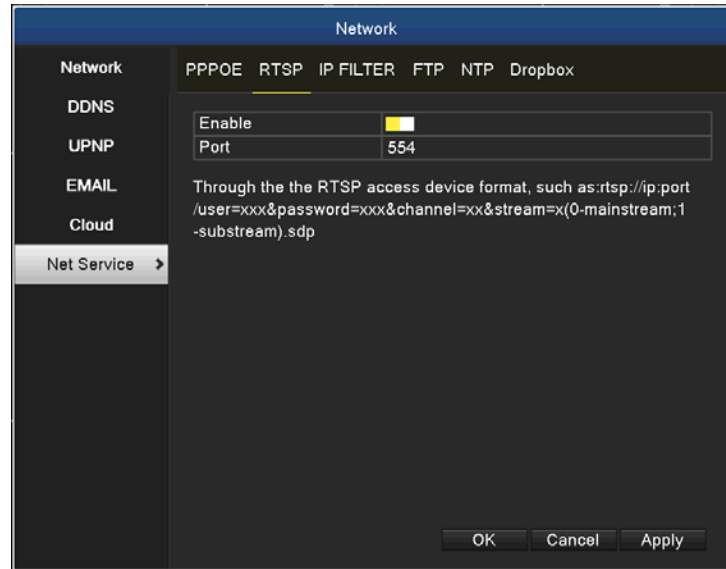 Network
Network
DDNS
UPNP
EMAIL
Cloud
Net Service >
PPPOE RTSP IP FILTER FTP NTP Dropbox
Enable
Port 554
Through the the RTSP access device format, such as:rtsp://ip:port
/user=xxx&password=xxx&channel=xx&stream=x(0-mainstream;1
-substream).sdp
OK Cancel Apply